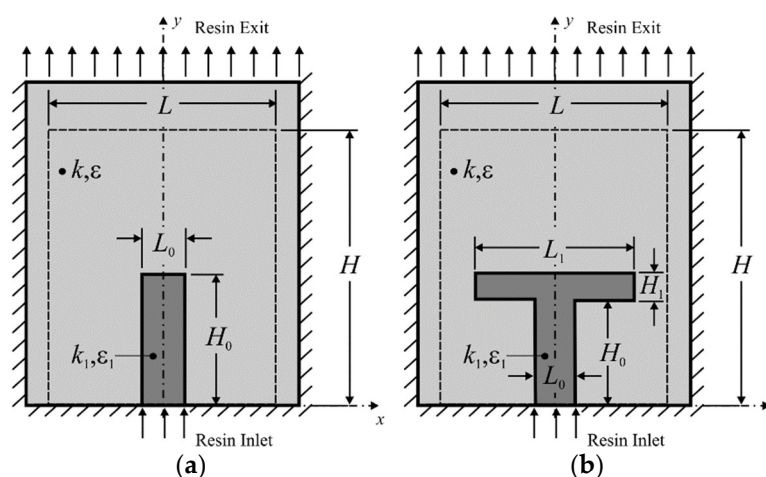 y
Resin Exit
L
k,ε
L₀
H
H₀
k₁,ε₁
x
Resin Inlet
(a)
y
Resin Exit
L
k,ε
L₁
H
H₁
H₀
k₁,ε₁
L₀
Resin Inlet
(b)